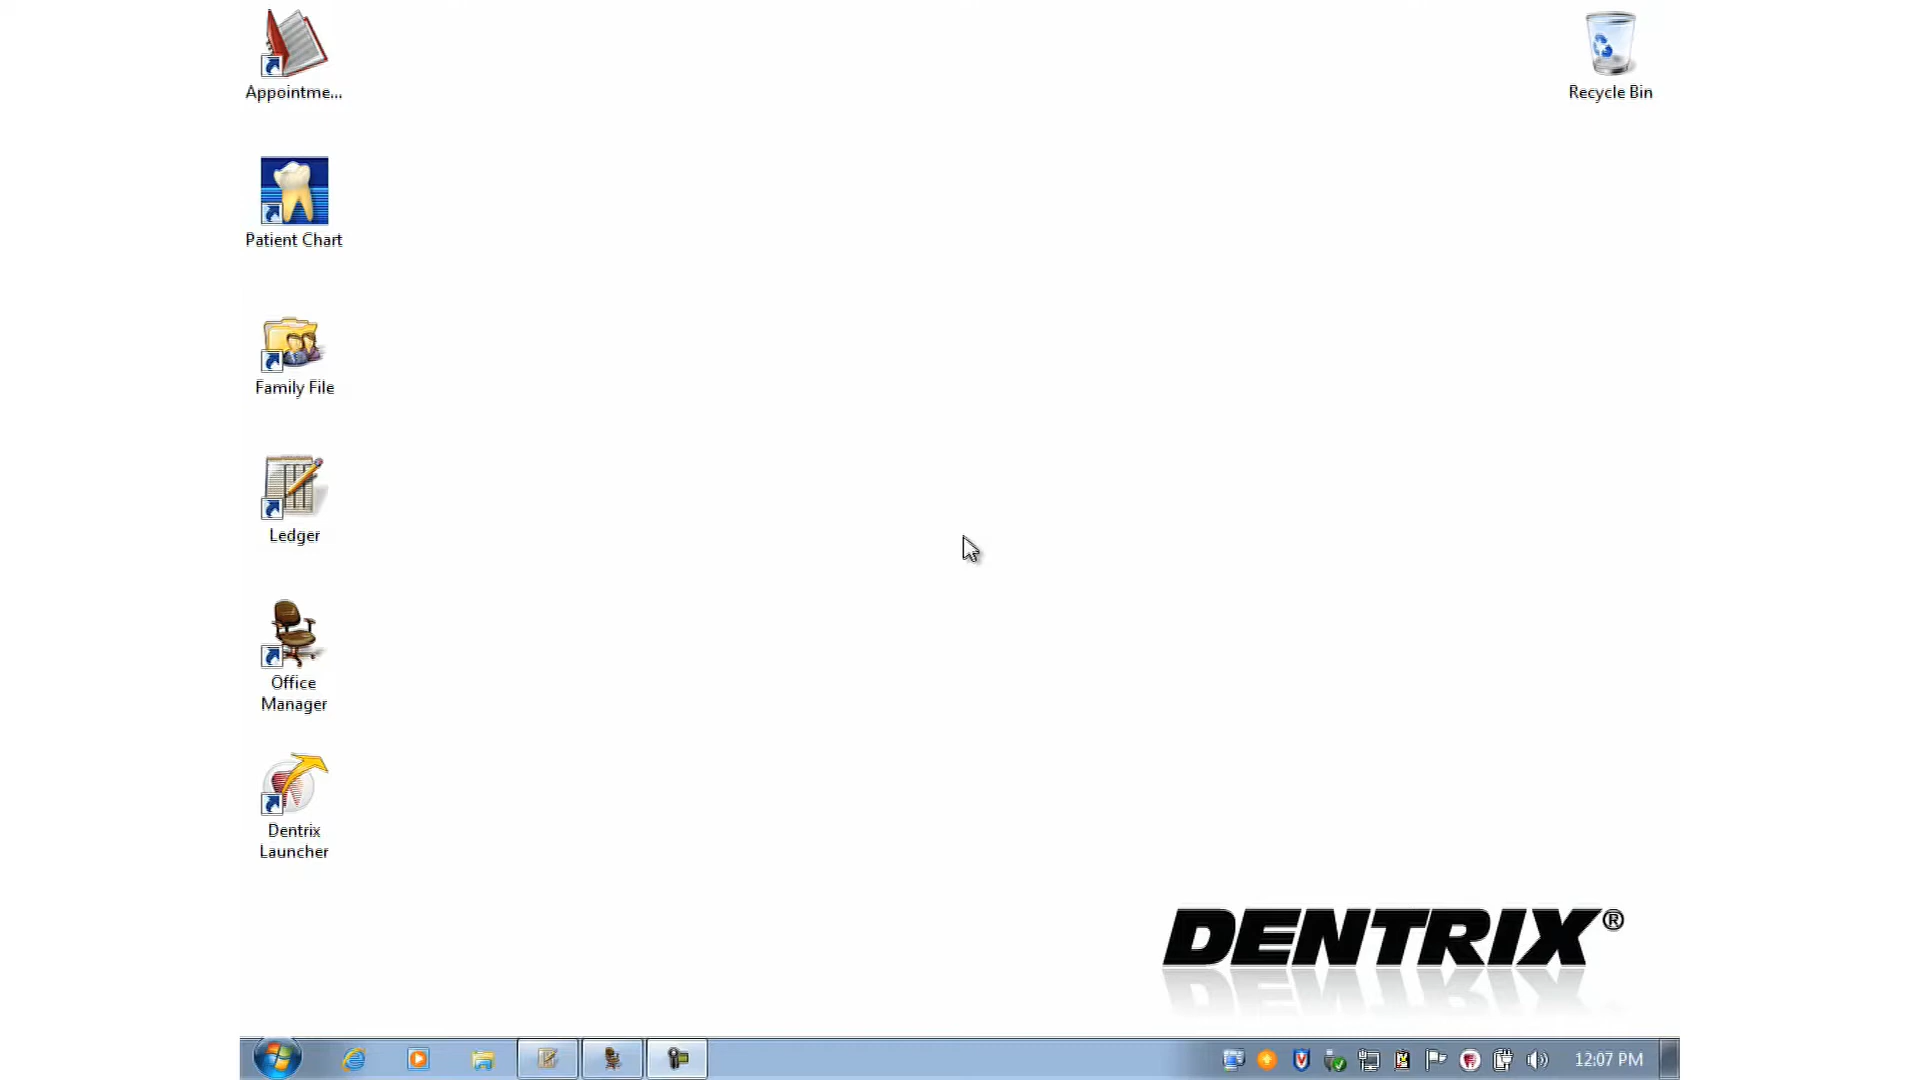 Appointme...
Recycle Bin
Patient Chart
Family File
Ledger
Office
Manager
Dentrix
Launcher
DENTRIX®
12:07 PM